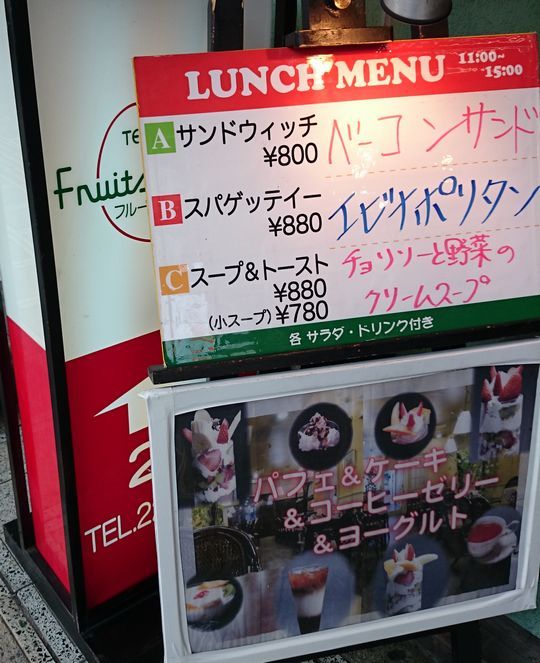 LUNCH MENU 11:00~
15:00
A サンドウィッチ
¥800
ベーコンサンド
B スパゲッティー
¥880
エビナポリタン
C スープ&トースト
¥880
(小スープ) ¥780
チョリソーと野菜の
クリームスープ
各 サラダ・ドリンク付き
Fruits
フルー
パフェ&ケーキ
&コーヒーゼリー
&ヨーグルト
2
TEL.2